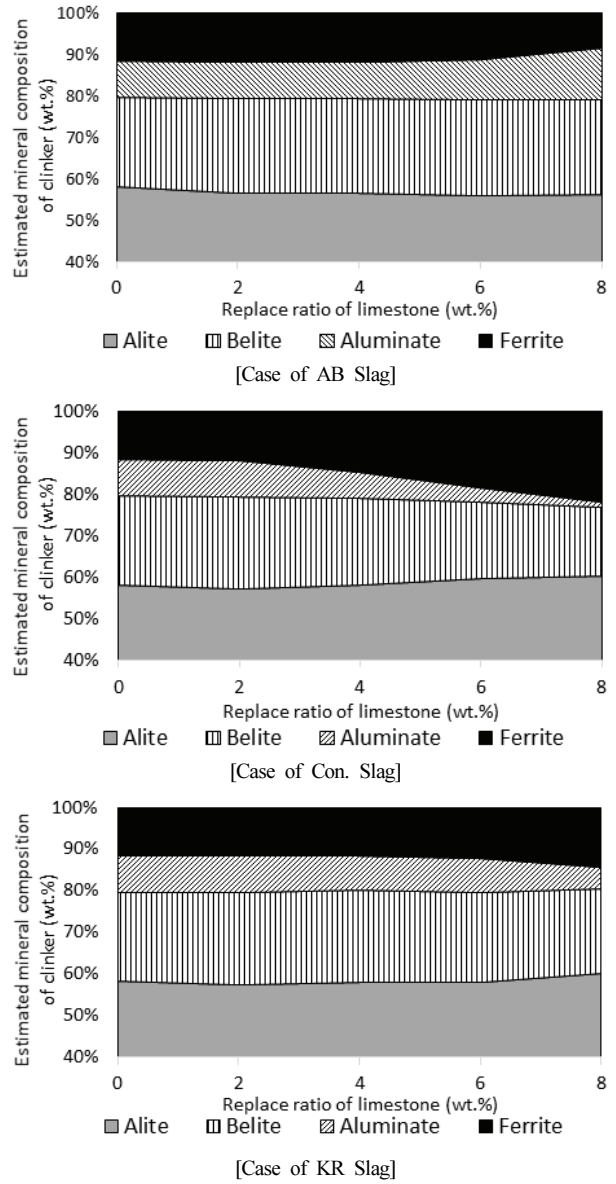 Estimated mineral composition
of clinker (wt.%)
100%
90%
80%
70%
60%
50%
40%
0 2 4 6 8
Replace ratio of limestone (wt.%)
Alite Belite Aluminate Ferrite
[Case of AB Slag]
Estimated mineral composition
of clinker (wt.%)
100%
90%
80%
70%
60%
50%
40%
0 2 4 6 8
Replace ratio of limestone (wt.%)
Alite Belite Aluminate Ferrite
[Case of Con. Slag]
Estimated mineral composition
of clinker (wt.%)
100%
90%
80%
70%
60%
50%
40%
0 2 4 6 8
Replace ratio of limestone (wt.%)
Alite Belite Aluminate Ferrite
[Case of KR Slag]